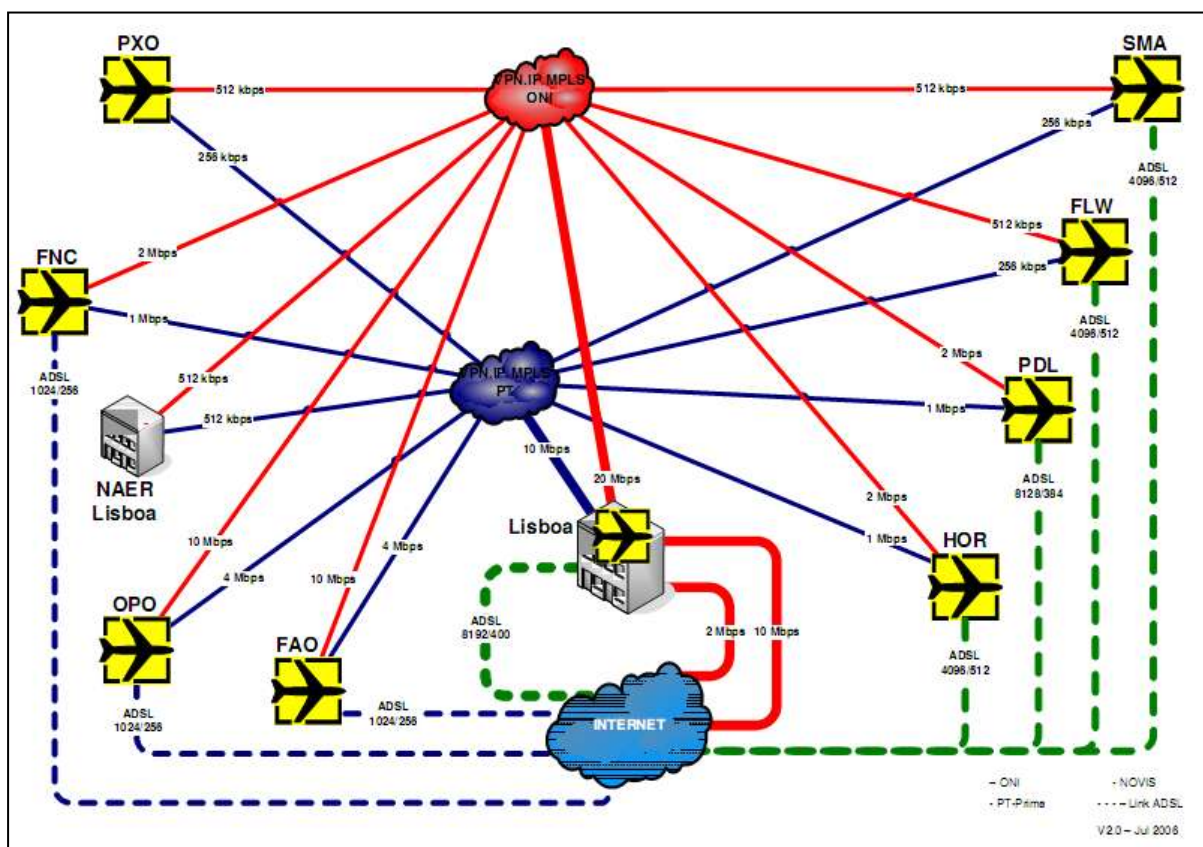 PXO
SMA
VPN.IP.MPLS
ONI
512 kbps
512 kbps
256 kbps
256 kbps
ADSL
4096/512
FLW
512 kbps
256 kbps
FNC
2 Mbps
1 Mbps
ADSL
4096/512
ADSL
1024/256
VPN.IP.MPLS
PT
2 Mbps
PDL
1 Mbps
512 kbps
512 kbps
NAER
Lisboa
10 Mbps
20 Mbps
ADSL
8128/384
Lisboa
2 Mbps
1 Mbps
HOR
10 Mbps
4 Mbps
10 Mbps
4 Mbps
OPO
FAO
ADSL
8192/400
2 Mbps
10 Mbps
ADSL
4096/512
ADSL
1024/256
ADSL
1024/256
INTERNET
– ONI
- NOVIS
- PT-Prime
- - - – Link ADSL
V2.0 – Jul 2006